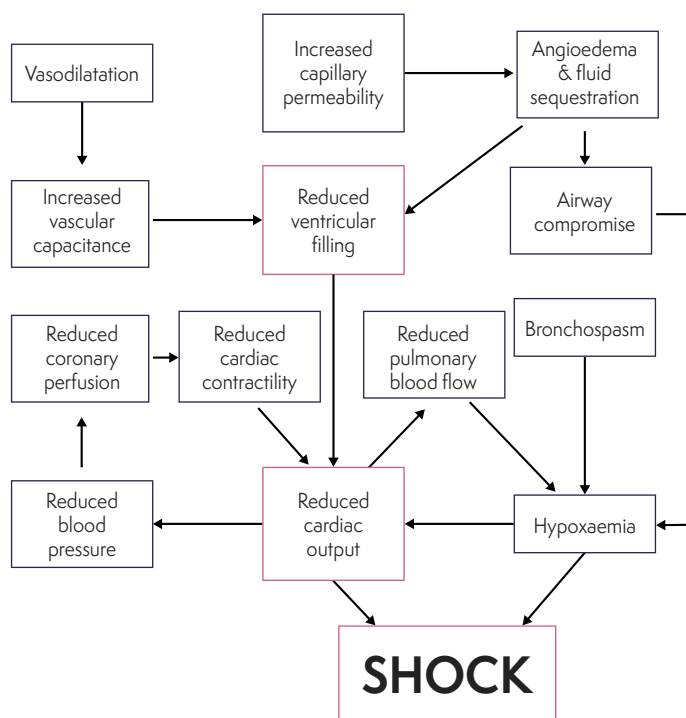 Vasodilatation
Increased
capillary
permeability
Angioedema
& fluid
sequestration
Increased
vascular
capacitance
Reduced
ventricular
filling
Airway
compromise
Reduced
coronary
perfusion
Reduced
cardiac
contractility
Reduced
pulmonary
blood flow
Bronchospasm
Reduced
blood
pressure
Reduced
cardiac
output
Hypoxaemia
SHOCK